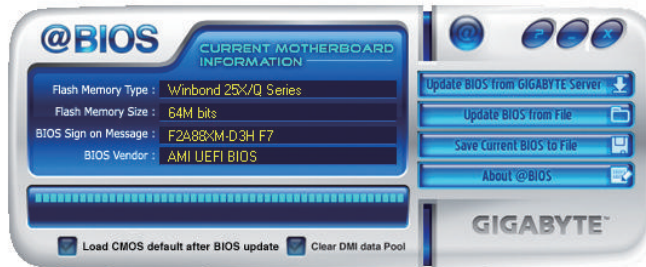 @BIOS
CURRENT MOTHERBOARD
INFORMATION
Flash Memory Type : Winbond 25X/Q Series
Flash Memory Size : 64M bits
BIOS Sign on Message : F2A88XM-D3H F7
BIOS Vendor : AMI UEFI BIOS
Load CMOS default after BIOS update
Clear DMI data Pool
@
? - X
Update BIOS from GIGABYTE Server
Update BIOS from File
Save Current BIOS to File
About @BIOS
GIGABYTE™